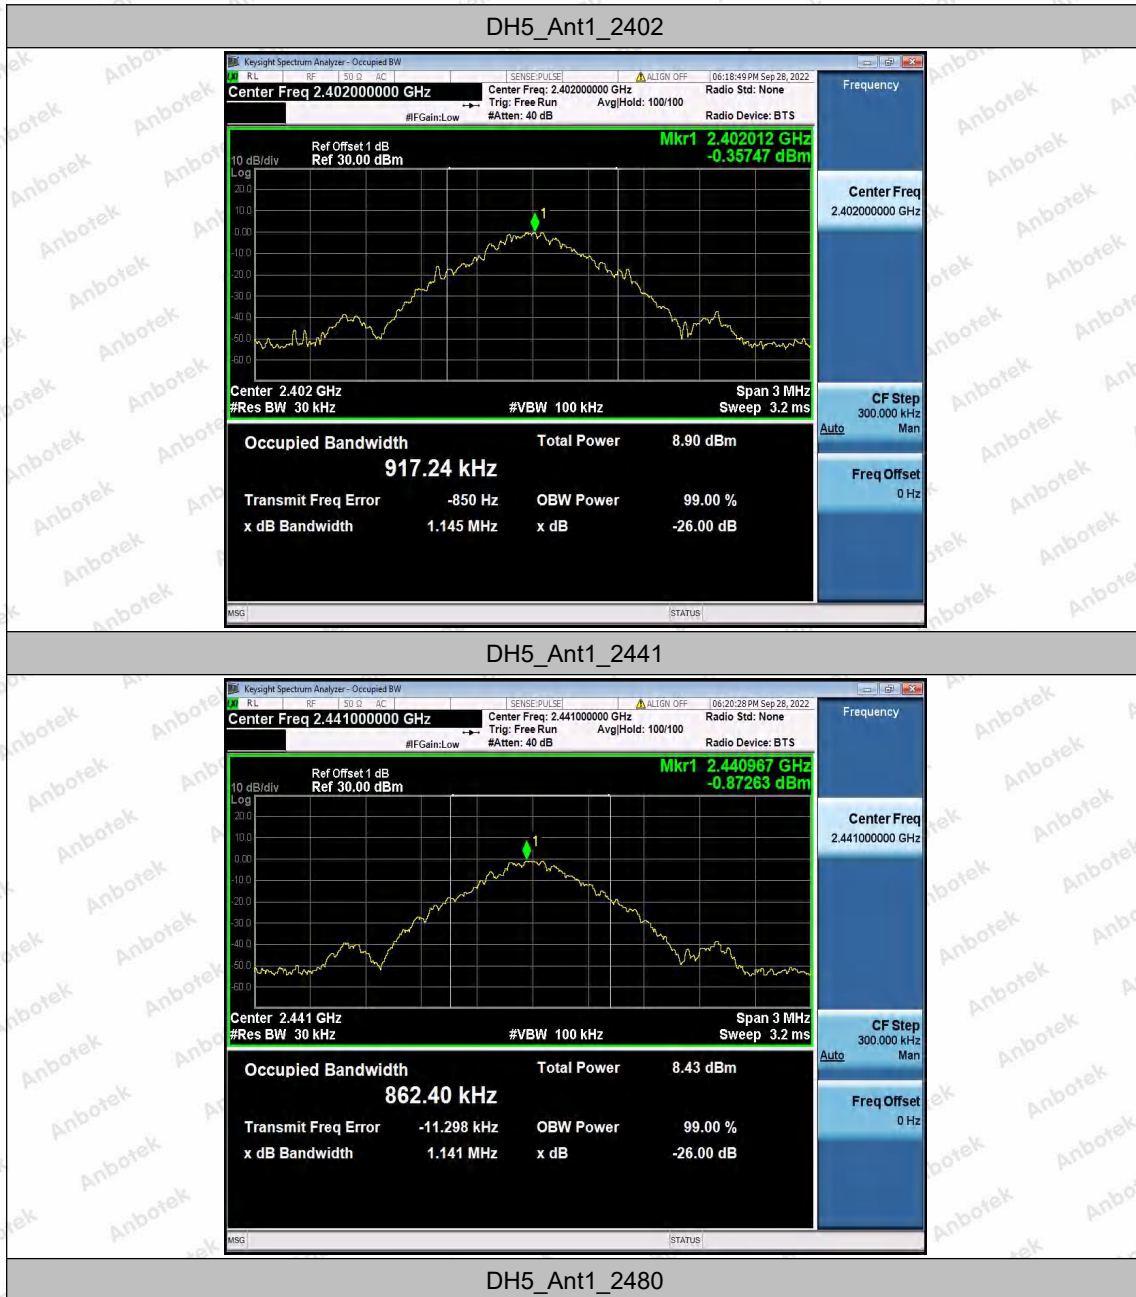 DH5_Ant1_2402
Keysight Spectrum Analyzer - Occupied BW
RL RF 50 Ω AC SENSE:PULSE ALIGN OFF 06:18:49 PM Sep 28, 2022
Center Freq 2.402000000 GHz Center Freq: 2.402000000 GHz Radio Std: None Frequency
Trig: Free Run Avg|Hold: 100/100
#IFGain:Low #Atten: 40 dB Radio Device: BTS
Mkr1 2.402012 GHz
Ref Offset 1 dB
10 dB/div Ref 30.00 dBm -0.35747 dBm
Log
20.0
10.0
0.00
-10.0
-20.0
-30.0
-40.0
-50.0
-60.0
1
Center Freq
2.402000000 GHz
Center 2.402 GHz Span 3 MHz
#Res BW 30 kHz #VBW 100 kHz Sweep 3.2 ms
CF Step
300.000 kHz
Auto Man
Occupied Bandwidth Total Power 8.90 dBm
917.24 kHz
Freq Offset
0 Hz
Transmit Freq Error -850 Hz OBW Power 99.00 %
x dB Bandwidth 1.145 MHz x dB -26.00 dB
MSG STATUS
DH5_Ant1_2441
Keysight Spectrum Analyzer - Occupied BW
RL RF 50 Ω AC SENSE:PULSE ALIGN OFF 06:20:28 PM Sep 28, 2022
Center Freq 2.441000000 GHz Center Freq: 2.441000000 GHz Radio Std: None Frequency
Trig: Free Run Avg|Hold: 100/100
#IFGain:Low #Atten: 40 dB Radio Device: BTS
Mkr1 2.440967 GHz
Ref Offset 1 dB
10 dB/div Ref 30.00 dBm -0.87263 dBm
Log
20.0
10.0
0.00
-10.0
-20.0
-30.0
-40.0
-50.0
-60.0
1
Center Freq
2.441000000 GHz
Center 2.441 GHz Span 3 MHz
#Res BW 30 kHz #VBW 100 kHz Sweep 3.2 ms
CF Step
300.000 kHz
Auto Man
Occupied Bandwidth Total Power 8.43 dBm
862.40 kHz
Freq Offset
0 Hz
Transmit Freq Error -11.298 kHz OBW Power 99.00 %
x dB Bandwidth 1.141 MHz x dB -26.00 dB
MSG STATUS
DH5_Ant1_2480
Anbotek